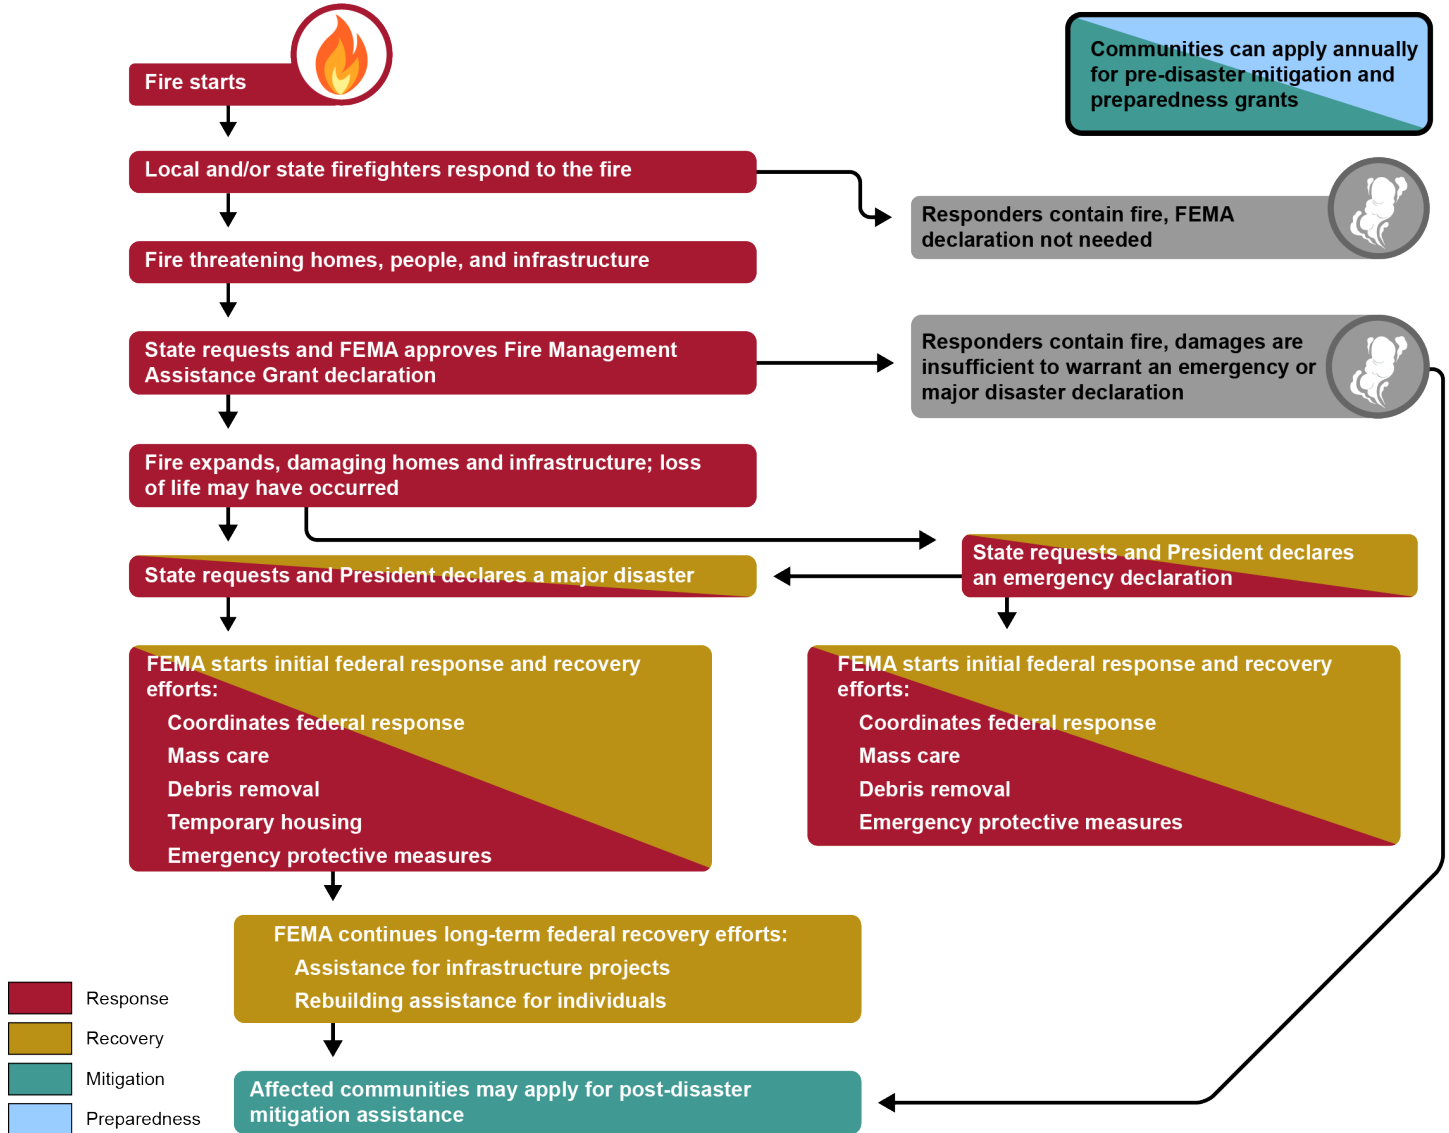 Fire starts
Communities can apply annually
for pre-disaster mitigation and
preparedness grants
Local and/or state firefighters respond to the fire
Responders contain fire, FEMA
declaration not needed
Fire threatening homes, people, and infrastructure
State requests and FEMA approves Fire Management
Assistance Grant declaration
Responders contain fire, damages are
insufficient to warrant an emergency or
major disaster declaration
Fire expands, damaging homes and infrastructure; loss
of life may have occurred
State requests and President declares a major disaster
State requests and President declares
an emergency declaration
FEMA starts initial federal response and recovery
efforts:
Coordinates federal response
Mass care
Debris removal
Temporary housing
Emergency protective measures
FEMA starts initial federal response and recovery
efforts:
Coordinates federal response
Mass care
Debris removal
Emergency protective measures
FEMA continues long-term federal recovery efforts:
Assistance for infrastructure projects
Rebuilding assistance for individuals
Affected communities may apply for post-disaster
mitigation assistance
Response
Recovery
Mitigation
Preparedness